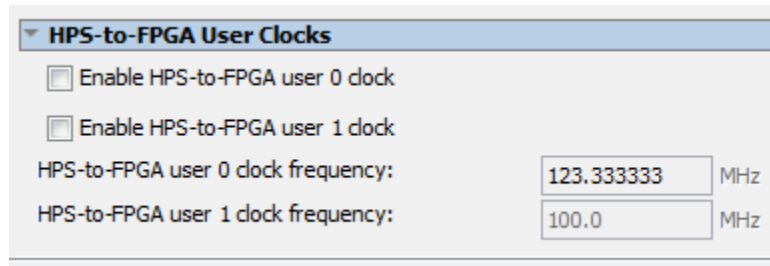 HPS-to-FPGA User Clocks
Enable HPS-to-FPGA user 0 clock
Enable HPS-to-FPGA user 1 clock
HPS-to-FPGA user 0 clock frequency: 123.333333 MHz
HPS-to-FPGA user 1 clock frequency: 100.0 MHz